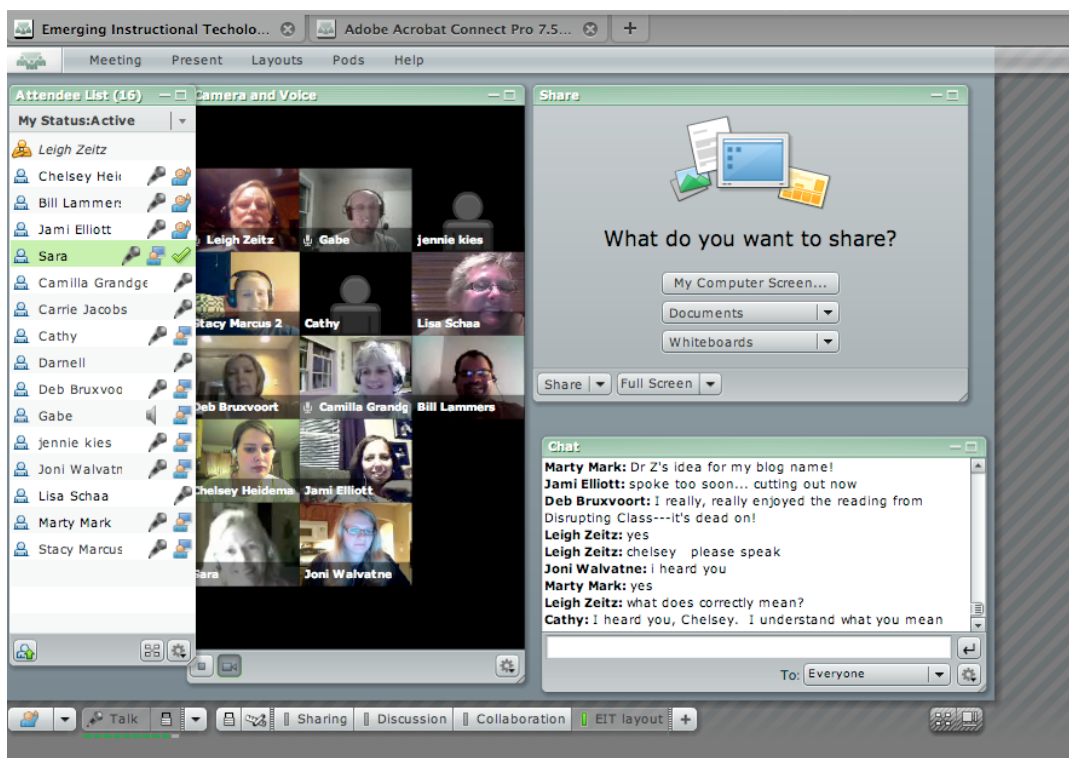 Emerging Instructional Techolo...
Adobe Acrobat Connect Pro 7.5...
Meeting Present Layouts Pods Help
Attendee List (16)
My Status:Active
Leigh Zeitz
Chelsey Heid
Bill Lammers
Jami Elliott
Sara
Camilla Grandge
Carrie Jacobs
Cathy
Darnell
Deb Bruxvoo
Gabe
jennie kies
Joni Walvatn
Lisa Schaa
Marty Mark
Stacy Marcus
Camera and Voice
Leigh Zeitz
Gabe
jennie kies
Stacy Marcus 2
Cathy
Lisa Schaa
Deb Bruxvoort
Camilla Grandg
Bill Lammers
Chelsey Heidema
Jami Elliott
Sara
Joni Walvatne
Share
What do you want to share?
My Computer Screen...
Documents
Whiteboards
Share
Full Screen
Chat
Marty Mark: Dr Z's idea for my blog name!
Jami Elliott: spoke too soon... cutting out now
Deb Bruxvoort: I really, really enjoyed the reading from
Disrupting Class---it's dead on!
Leigh Zeitz: yes
Leigh Zeitz: chelsey please speak
Joni Walvatne: i heard you
Marty Mark: yes
Leigh Zeitz: what does correctly mean?
Cathy: I heard you, Chelsey. I understand what you mean
To: Everyone
Talk
Sharing
Discussion
Collaboration
EIT layout